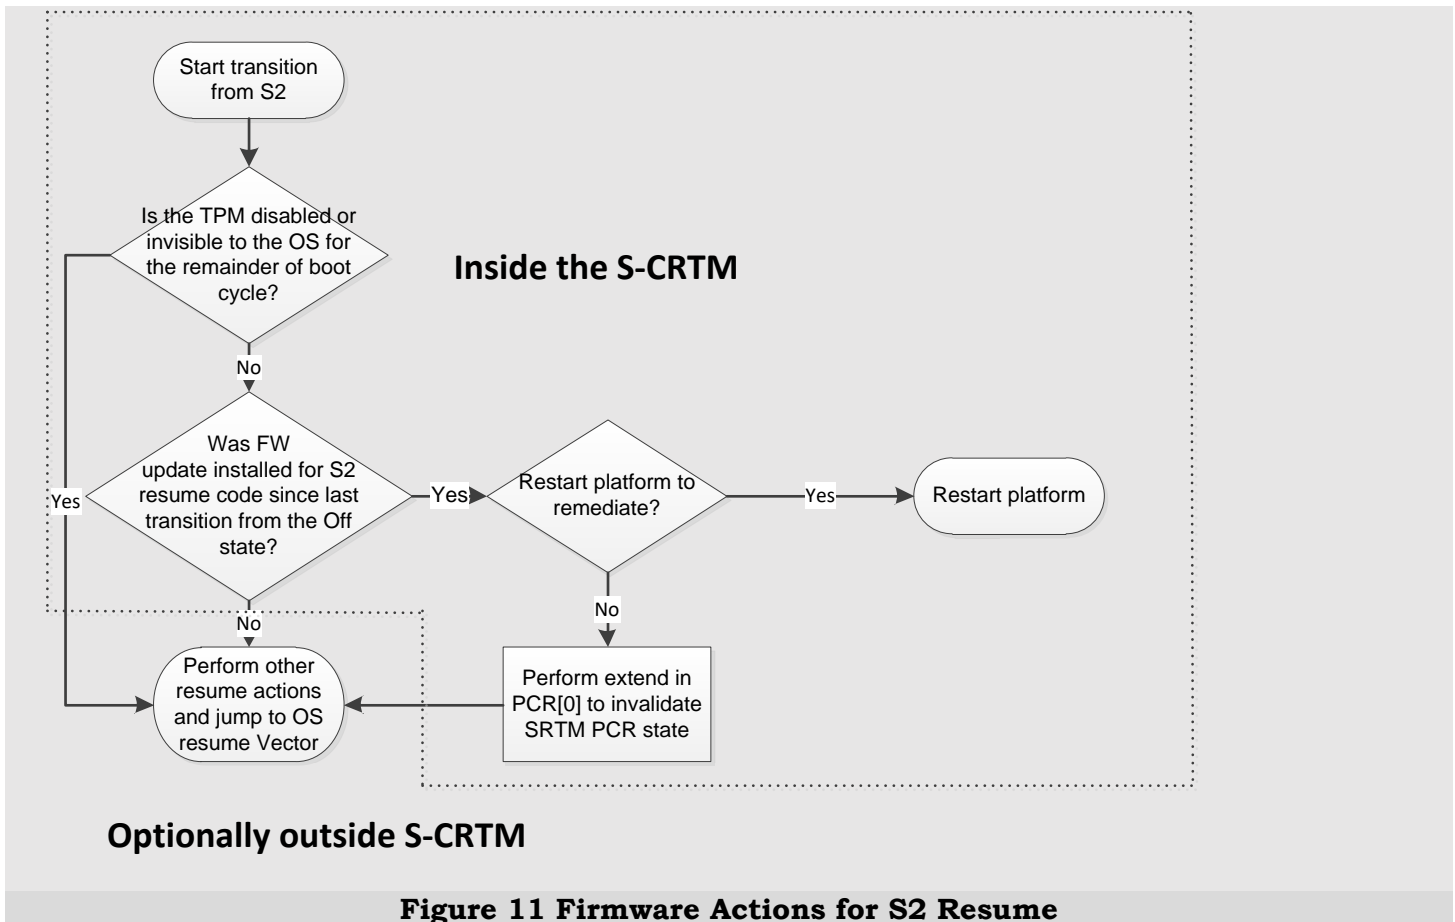 Start transition
from S2
Is the TPM disabled or
invisible to the OS for
the remainder of boot
cycle?
Inside the S-CRTM
No
Was FW
update installed for S2
resume code since last
transition from the Off
state?
Yes
Yes
Restart platform to
remediate?
Yes
Restart platform
No
No
Perform other
resume actions
and jump to OS
resume Vector
Perform extend in
PCR[0] to invalidate
SRTM PCR state
Optionally outside S-CRTM
Figure 11 Firmware Actions for S2 Resume